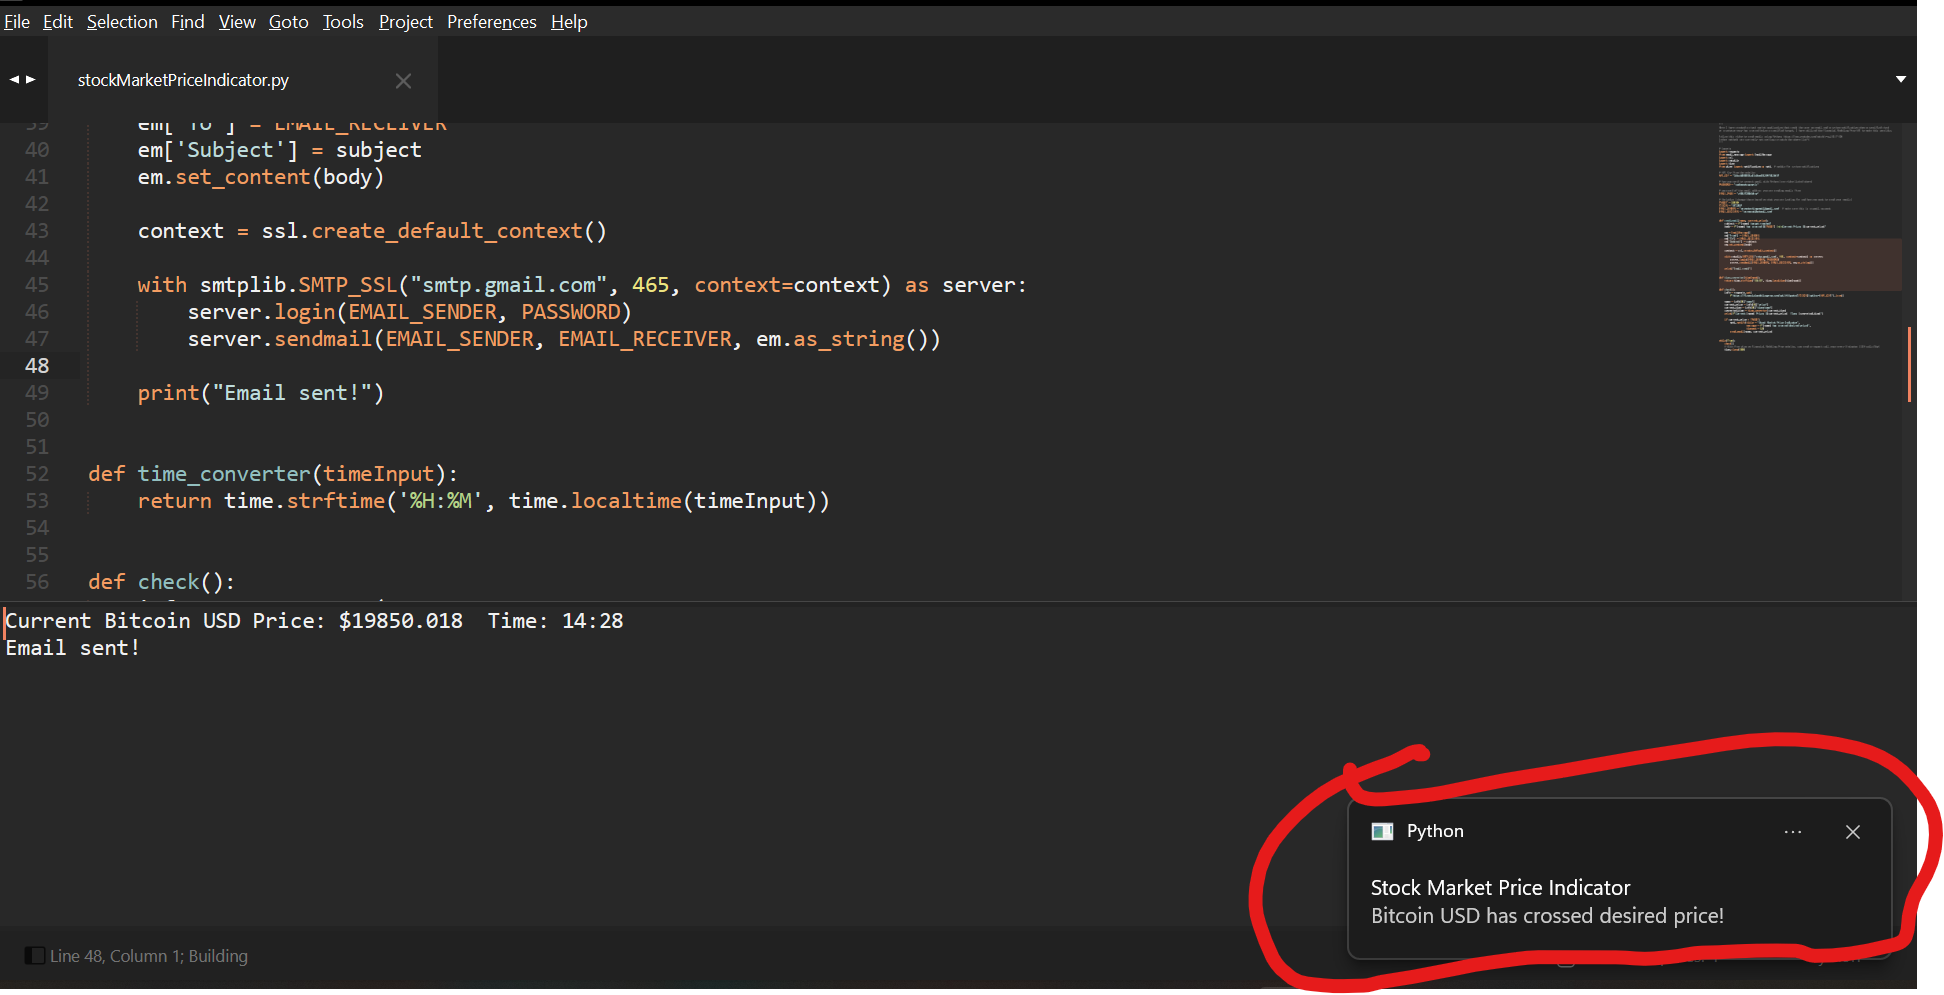 File Edit Selection Find View Goto Tools Project Preferences Help
stockMarketPriceIndicator.py
39 em['To'] = EMAIL_RECEIVER
40 em['Subject'] = subject
41 em.set_content(body)
42
43 context = ssl.create_default_context()
44
45 with smtplib.SMTP_SSL("smtp.gmail.com", 465, context=context) as server:
46 server.login(EMAIL_SENDER, PASSWORD)
47 server.sendmail(EMAIL_SENDER, EMAIL_RECEIVER, em.as_string())
48
49 print("Email sent!")
50
51
52 def time_converter(timeInput):
53 return time.strftime('%H:%M', time.localtime(timeInput))
54
55
56 def check():
Current Bitcoin USD Price: $19850.018 Time: 14:28
Email sent!
Python
Stock Market Price Indicator
Bitcoin USD has crossed desired price!
Line 48, Column 1; Building